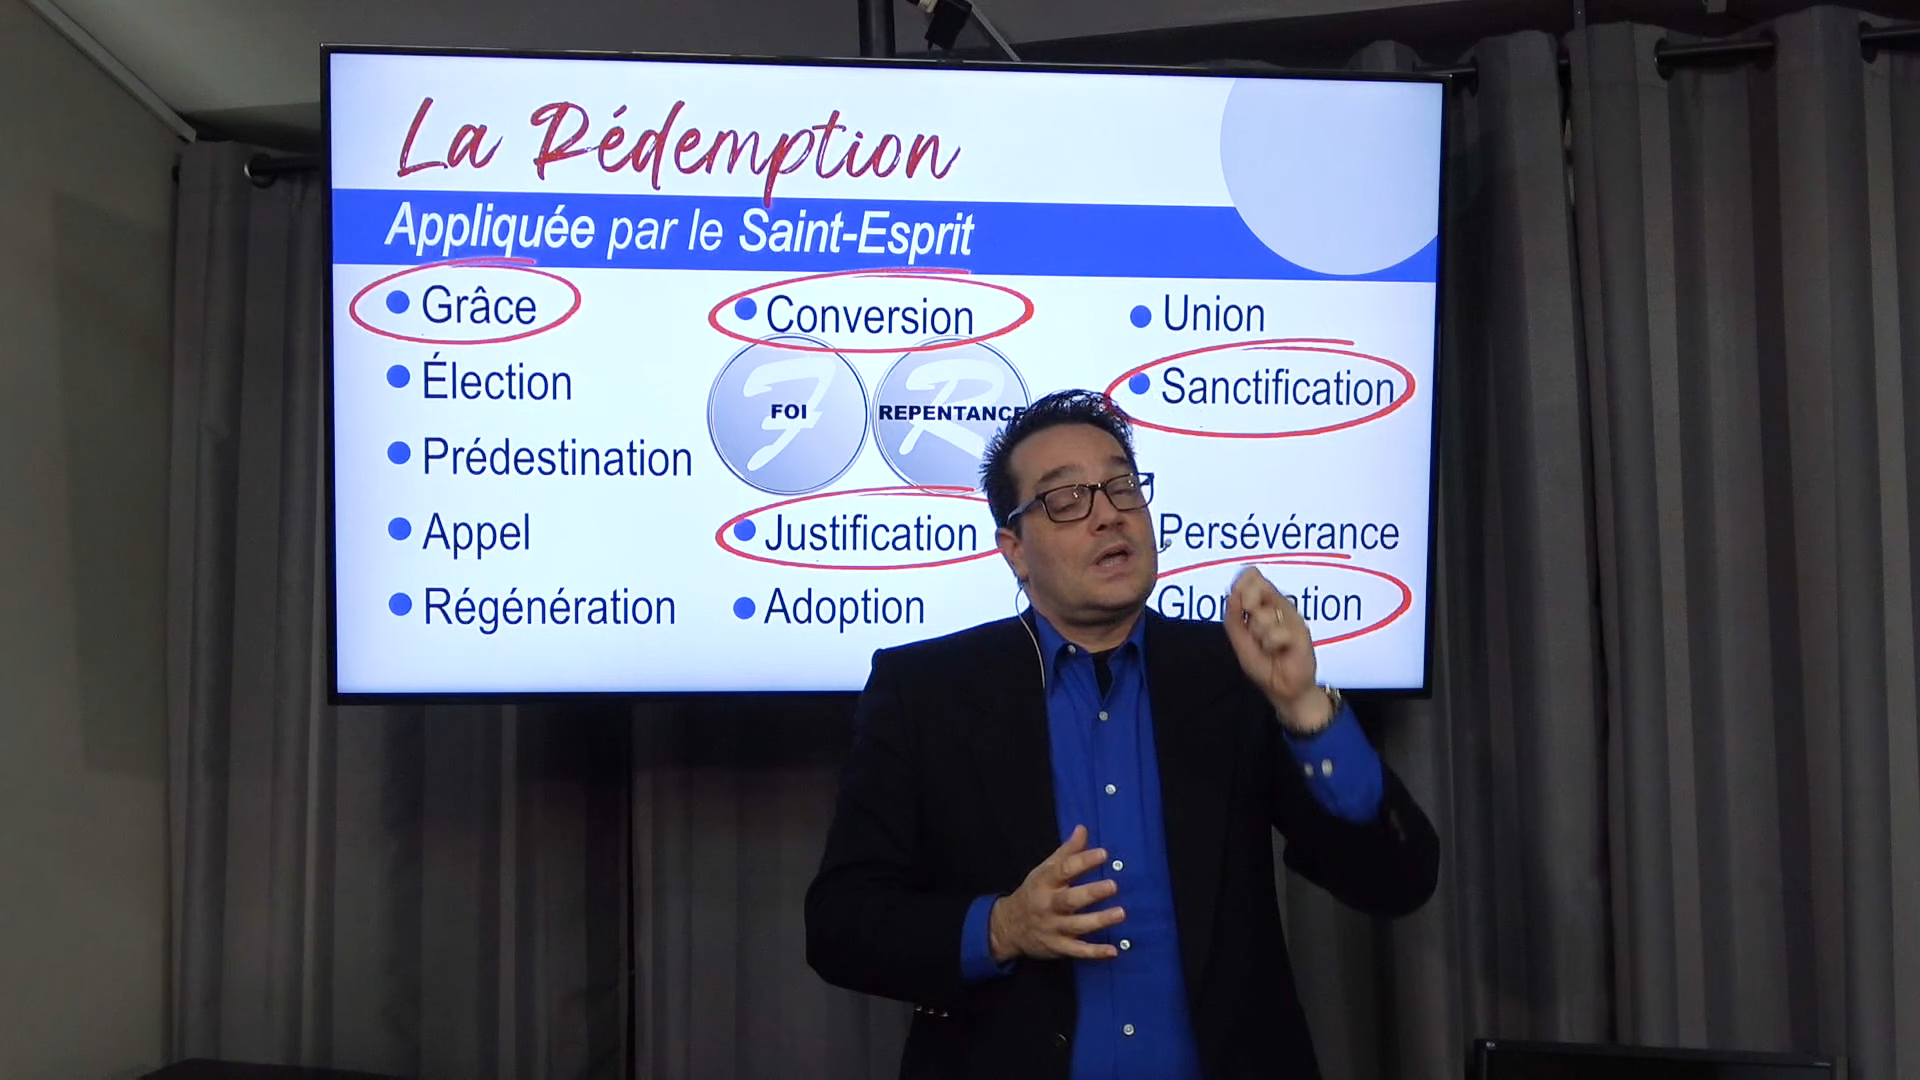 La Rédemption
Appliquée par le Saint-Esprit
Grâce
Élection
Prédestination
Appel
Régénération
Conversion
FOI
REPENTANCE
Justification
Adoption
Union
Sanctification
Persévérance